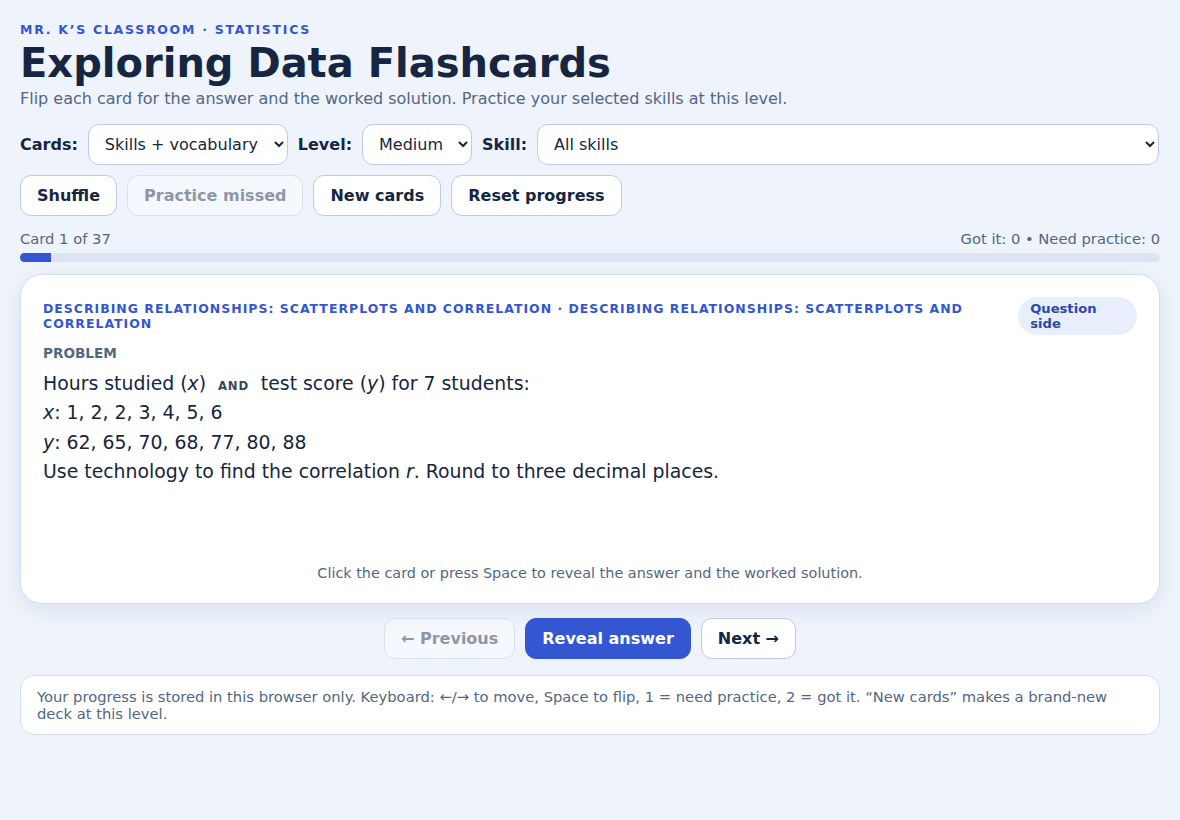 MR. K’S CLASSROOM · STATISTICS
Exploring Data Flashcards
Flip each card for the answer and the worked solution. Practice your selected skills at this level.
Cards: Skills + vocabulary Level: Medium Skill: All skills
Shuffle Practice missed New cards Reset progress
Card 1 of 37 Got it: 0 • Need practice: 0
DESCRIBING RELATIONSHIPS: SCATTERPLOTS AND CORRELATION · DESCRIBING RELATIONSHIPS: SCATTERPLOTS AND
CORRELATION
Question
side
PROBLEM
Hours studied (x) AND test score (y) for 7 students:
x: 1, 2, 2, 3, 4, 5, 6
y: 62, 65, 70, 68, 77, 80, 88
Use technology to find the correlation r. Round to three decimal places.
Click the card or press Space to reveal the answer and the worked solution.
← Previous Reveal answer Next →
Your progress is stored in this browser only. Keyboard: ←/→ to move, Space to flip, 1 = need practice, 2 = got it. “New cards” makes a brand-new
deck at this level.